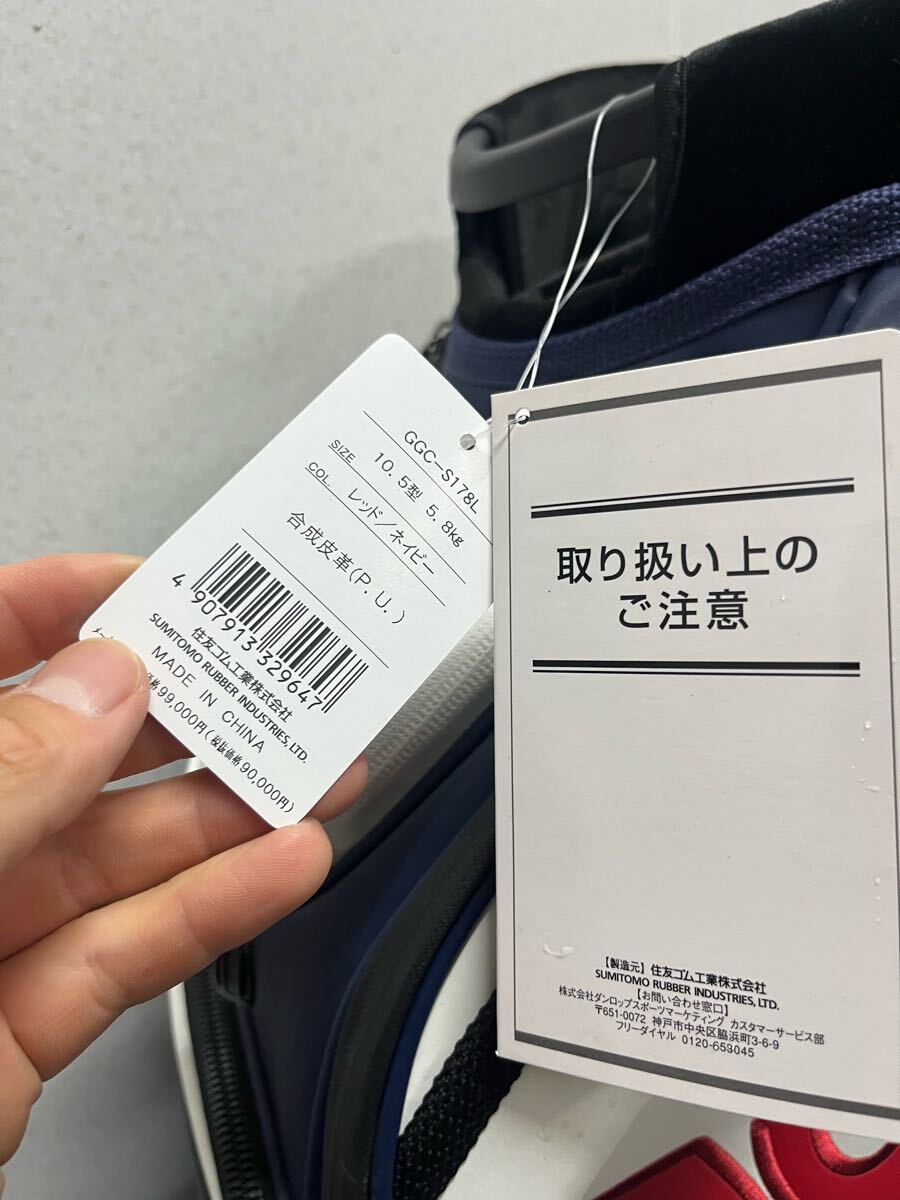 GGC-S178L
SIZE 10.5型 5.8kg
COL レッド/ネイビー
合成皮革(P.U.)
4 907913 329647
住友ゴム工業株式会社
SUMITOMO RUBBER INDUSTRIES, LTD.
MADE IN CHINA
価格99,000円(税抜価格90,000円)
取り扱い上の
ご注意
【製造元】住友ゴム工業株式会社
SUMITOMO RUBBER INDUSTRIES, LTD.
【お問い合わせ窓口】
株式会社ダンロップスポーツマーケティング カスタマーサービス部
〒651-0072 神戸市中央区脇浜町3-6-9
フリーダイヤル 0120-653045